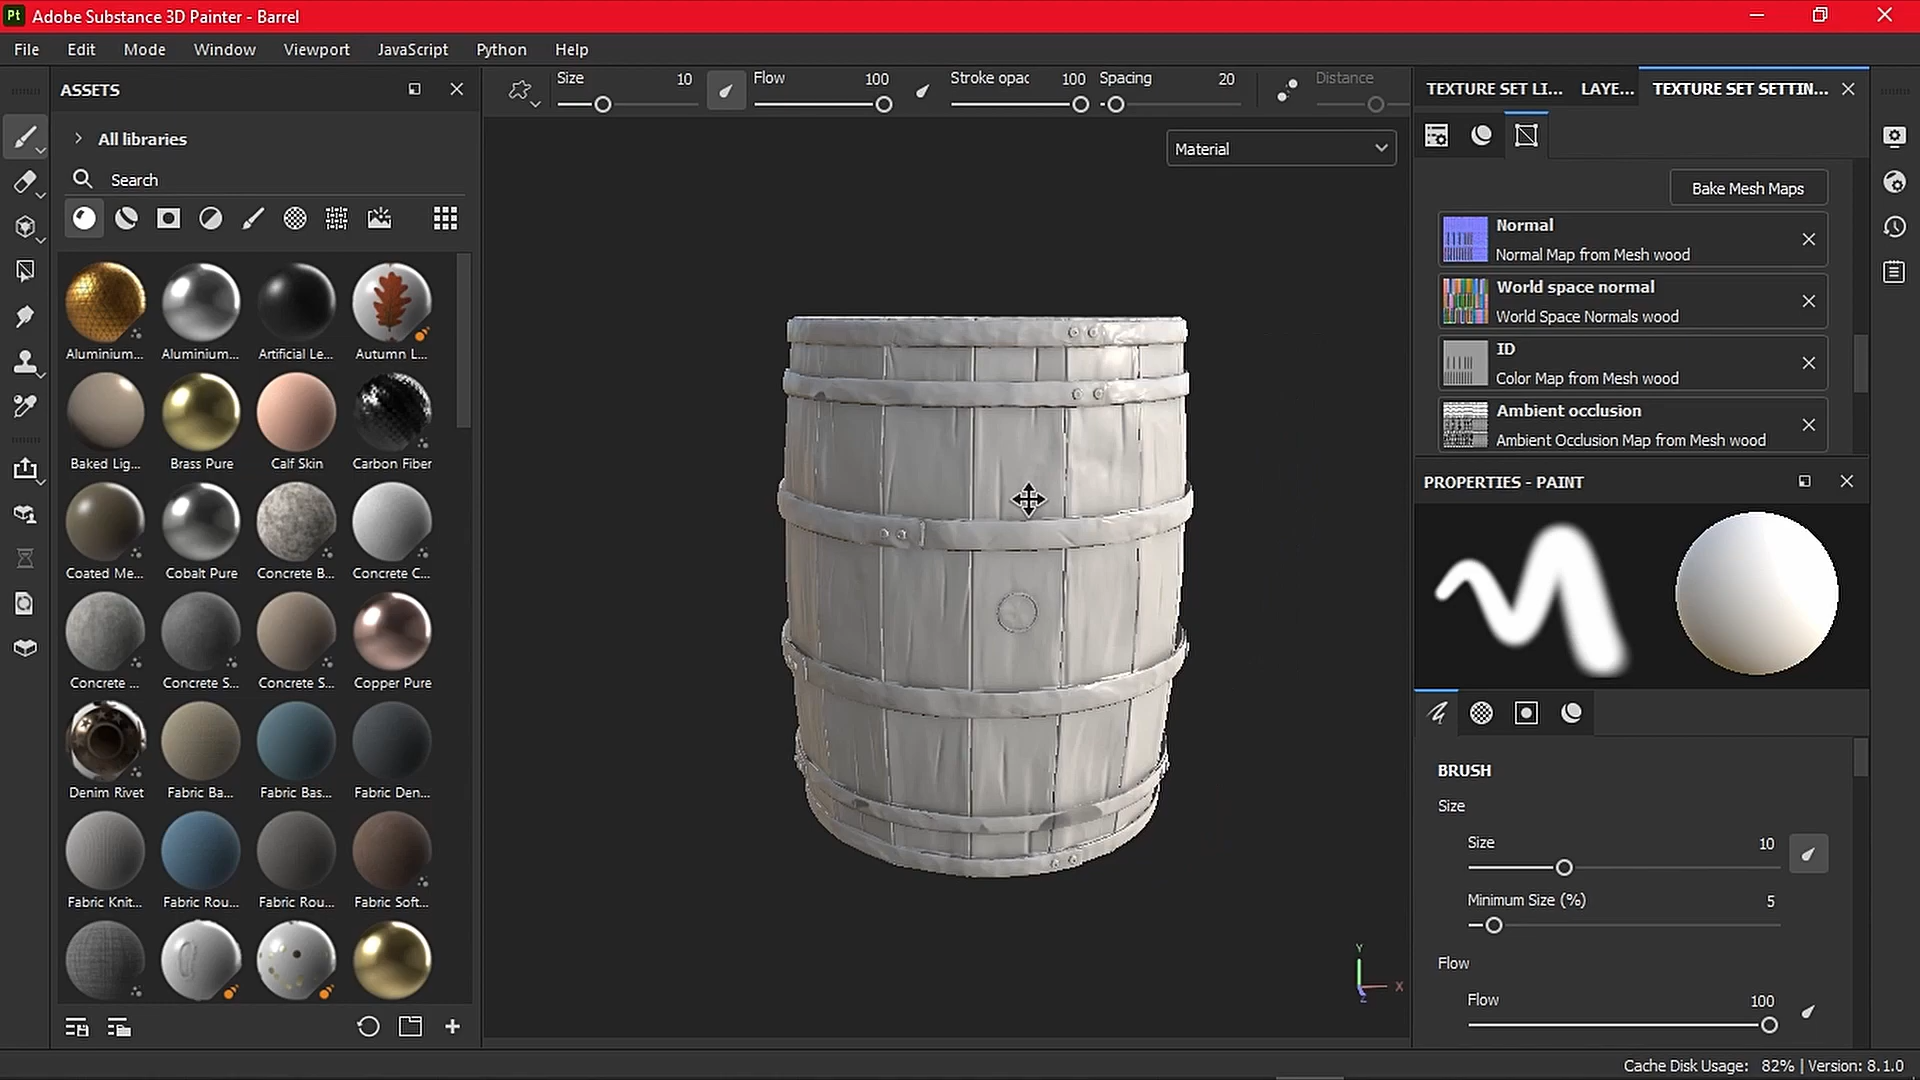 Pt Adobe Substance 3D Painter - Barrel
File Edit Mode Window Viewport JavaScript Python Help
ASSETS
All libraries
Search
Aluminium... Aluminium... Artificial Le... Autumn L...
Baked Lig... Brass Pure Calf Skin Carbon Fiber
Coated Me... Cobalt Pure Concrete B... Concrete C...
Concrete ... Concrete S... Concrete S... Copper Pure
Denim Rivet Fabric Ba... Fabric Bas... Fabric Den...
Fabric Knit... Fabric Rou... Fabric Rou... Fabric Soft...
Size 10 Flow 100 Stroke opac 100 Spacing 20 Distance
Material
Y
X
Z
TEXTURE SET LI... LAYE... TEXTURE SET SETTIN...
Bake Mesh Maps
Normal
Normal Map from Mesh wood
World space normal
World Space Normals wood
ID
Color Map from Mesh wood
Ambient occlusion
Ambient Occlusion Map from Mesh wood
PROPERTIES - PAINT
BRUSH
Size
Size 10
Minimum Size (%) 5
Flow
Flow 100
Cache Disk Usage: 82% | Version: 8.1.0